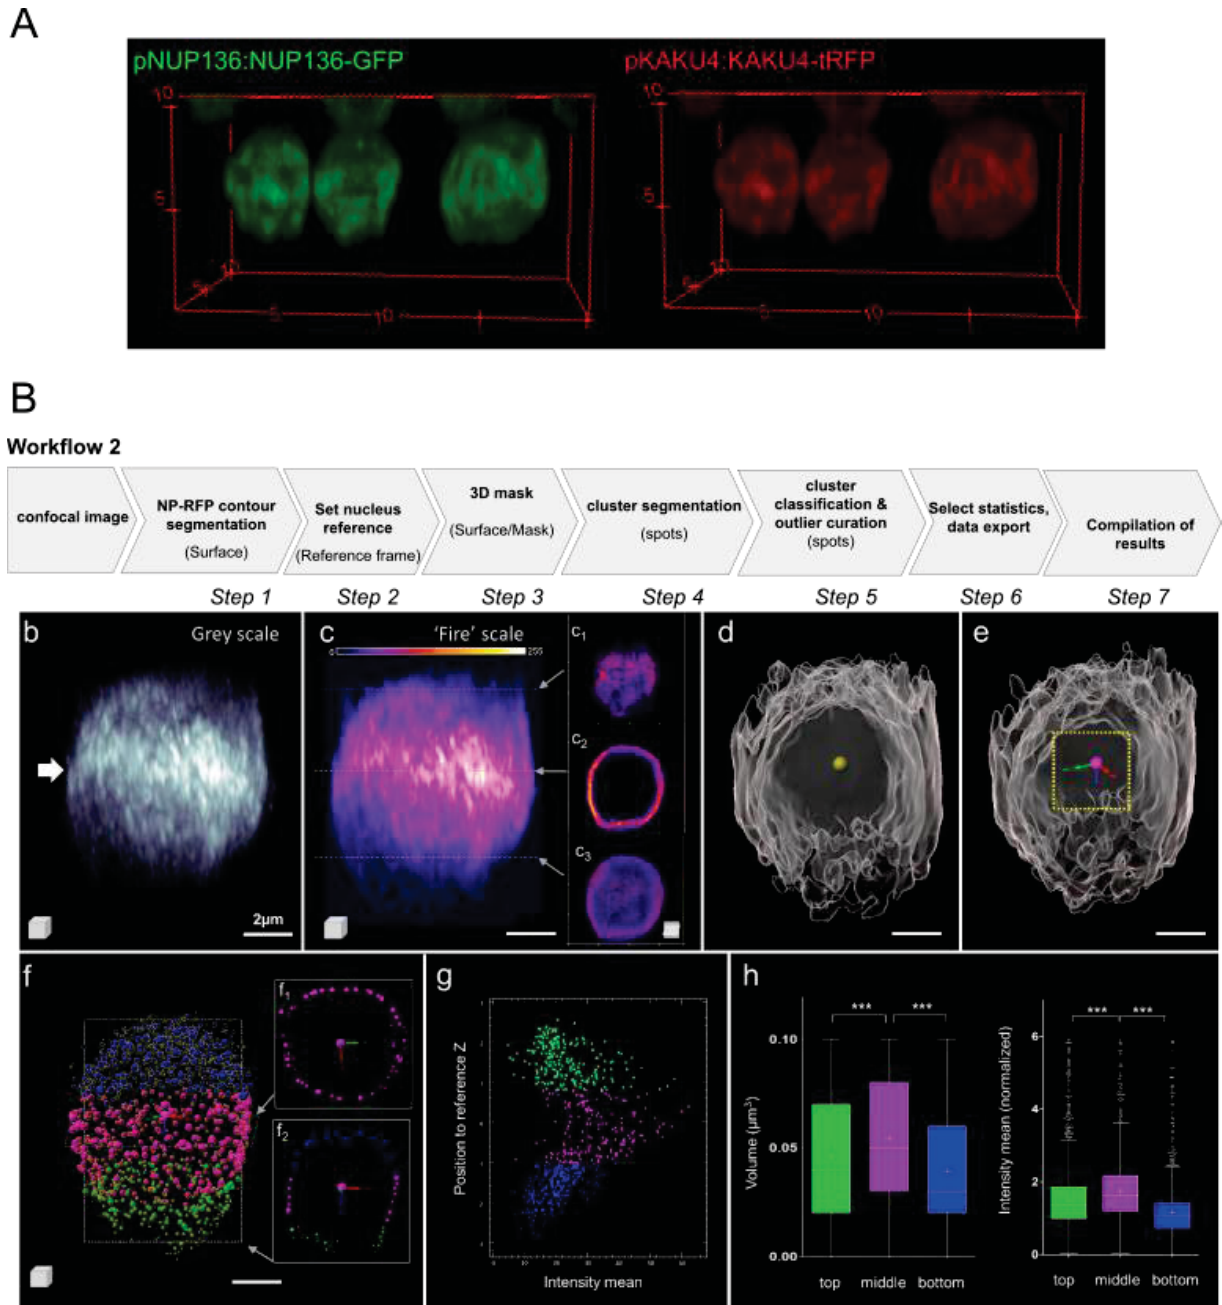 A
pNUP136:NUP136-GFP
pKAKU4:KAKU4-tRFP
10
5
5
10
5
10
10
5
5
10
5
10
B
Workflow 2
confocal image
NP-RFP contour
segmentation
(Surface)
Set nucleus
reference
(Reference frame)
3D mask
(Surface/Mask)
cluster segmentation
(spots)
cluster
classification &
outlier curation
(spots)
Select statistics,
data export
Compilation of
results
Step 1
Step 2
Step 3
Step 4
Step 5
Step 6
Step 7
b
Grey scale
2µm
c
'Fire' scale
0
255
c1
c2
c3
d
e
f
f1
f2
g
Position to reference Z
Intensity mean
h
Volume (µm³)
0.10
0.05
0.00
***
***
top
middle
bottom
Intensity mean (normalized)
6
4
2
0
***
***
top
middle
bottom